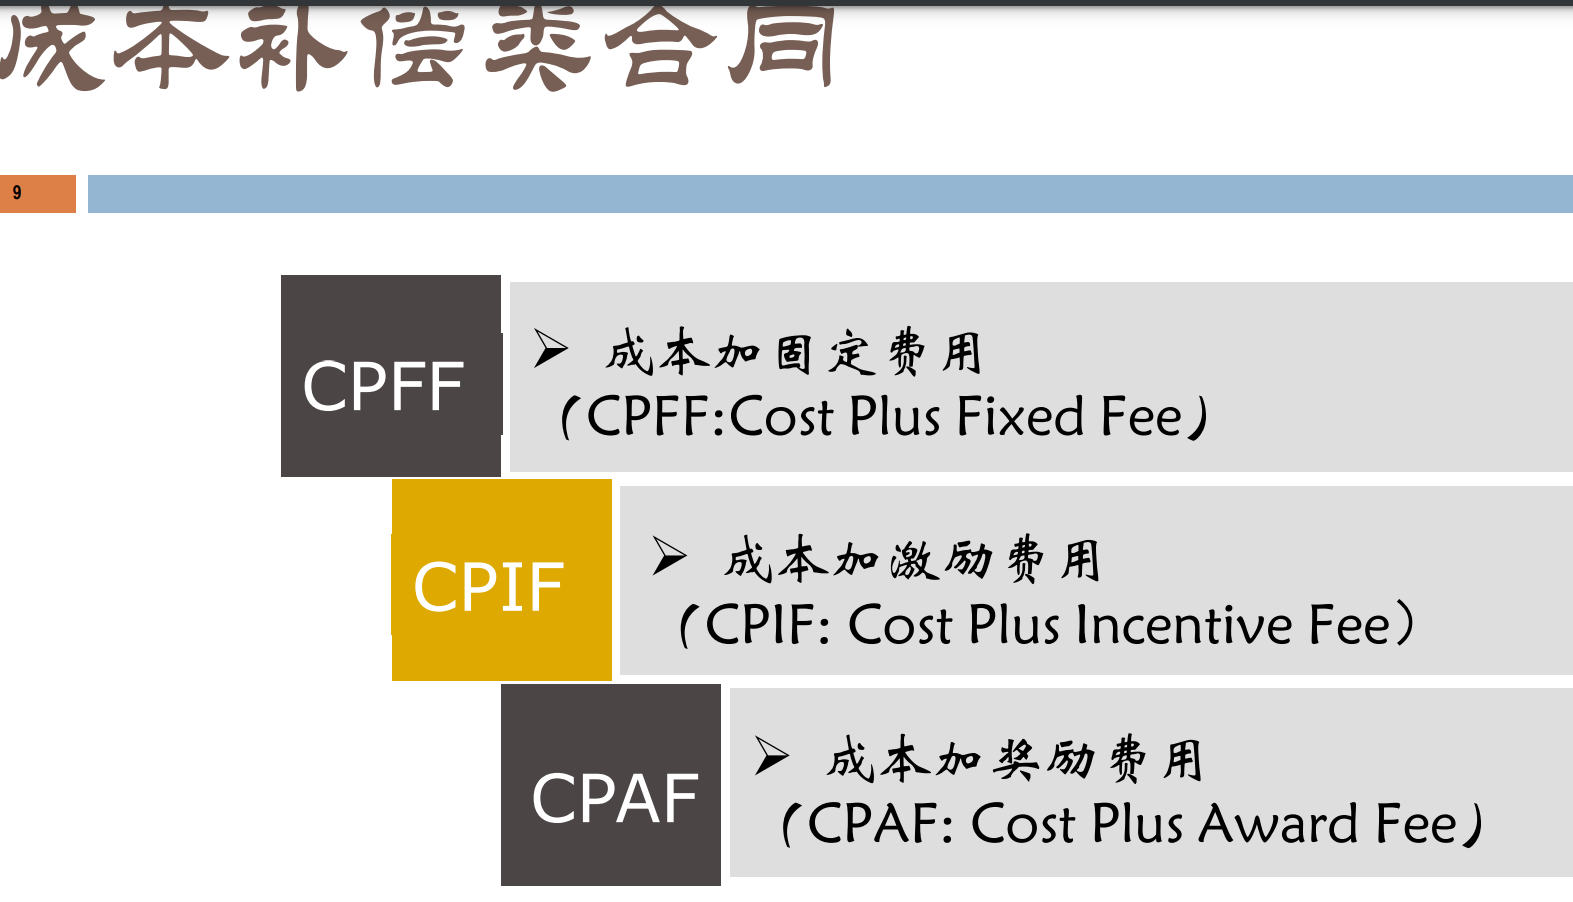 成本补偿类合同
9
CPFF
➢ 成本加固定费用
(CPFF:Cost Plus Fixed Fee)
CPIF
➢ 成本加激励费用
(CPIF: Cost Plus Incentive Fee）
CPAF
➢ 成本加奖励费用
(CPAF: Cost Plus Award Fee)